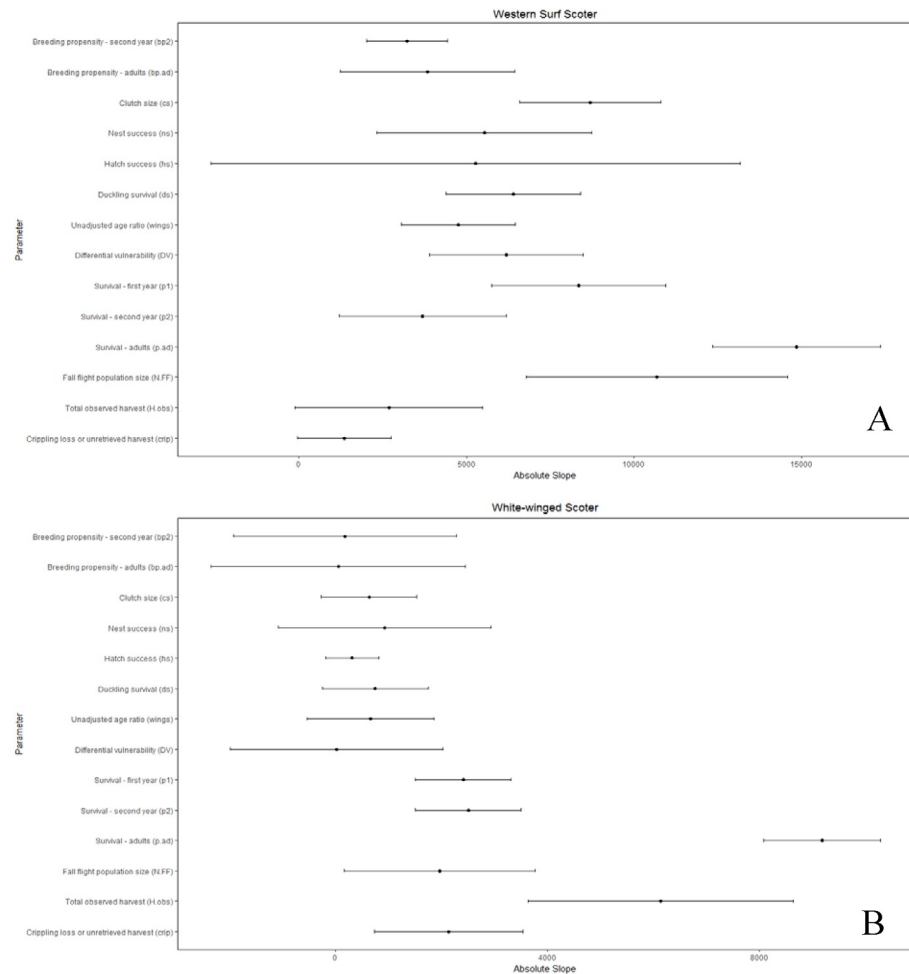 Western Surf Scoter
Breeding propensity - second year (bp2)
Breeding propensity - adults (bp.ad)
Clutch size (cs)
Nest success (ns)
Hatch success (hs)
Duckling survival (ds)
Unadjusted age ratio (wings)
Differential vulnerability (DV)
Survival - first year (p1)
Survival - second year (p2)
Survival - adults (p.ad)
Fall flight population size (N.FF)
Total observed harvest (H.obs)
Crippling loss or unretrieved harvest (crip)
Parameter
A
0 5000 10000 15000
Absolute Slope
White-winged Scoter
Breeding propensity - second year (bp2)
Breeding propensity - adults (bp.ad)
Clutch size (cs)
Nest success (ns)
Hatch success (hs)
Duckling survival (ds)
Unadjusted age ratio (wings)
Differential vulnerability (DV)
Survival - first year (p1)
Survival - second year (p2)
Survival - adults (p.ad)
Fall flight population size (N.FF)
Total observed harvest (H.obs)
Crippling loss or unretrieved harvest (crip)
Parameter
B
0 4000 8000
Absolute Slope